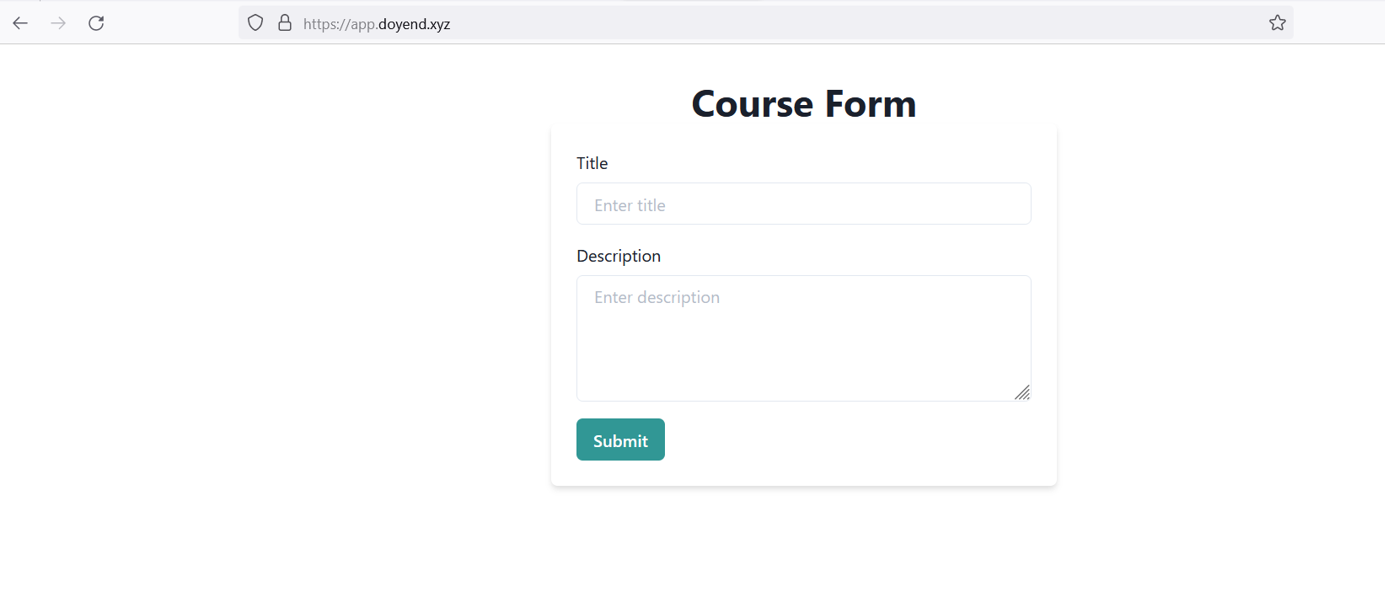 https://app.doyend.xyz
Course Form
Title
Enter title
Description
Enter description
Submit